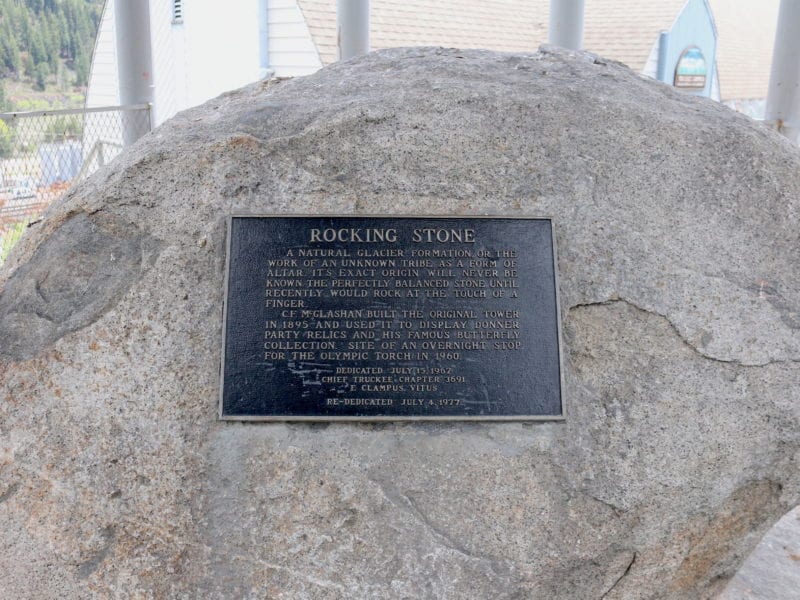 ROCKING STONE
A NATURAL GLACIER FORMATION, OR THE
WORK OF AN UNKNOWN TRIBE AS A FORM OF
ALTAR. IT'S EXACT ORIGIN WILL NEVER BE
KNOWN THE PERFECTLY BALANCED STONE UNTIL
RECENTLY WOULD ROCK AT THE TOUCH OF A
FINGER.
C.F. McGLASHAN BUILT THE ORIGINAL TOWER
IN 1895 AND USED IT TO DISPLAY DONNER
PARTY RELICS AND HIS FAMOUS BUTTERFLY
COLLECTION. SITE OF AN OVERNIGHT STOP
FOR THE OLYMPIC TORCH IN 1960.
DEDICATED JULY 15, 1962
CHIEF TRUCKEE CHAPTER 3691
E CLAMPUS VITUS
RE-DEDICATED JULY 4, 1977